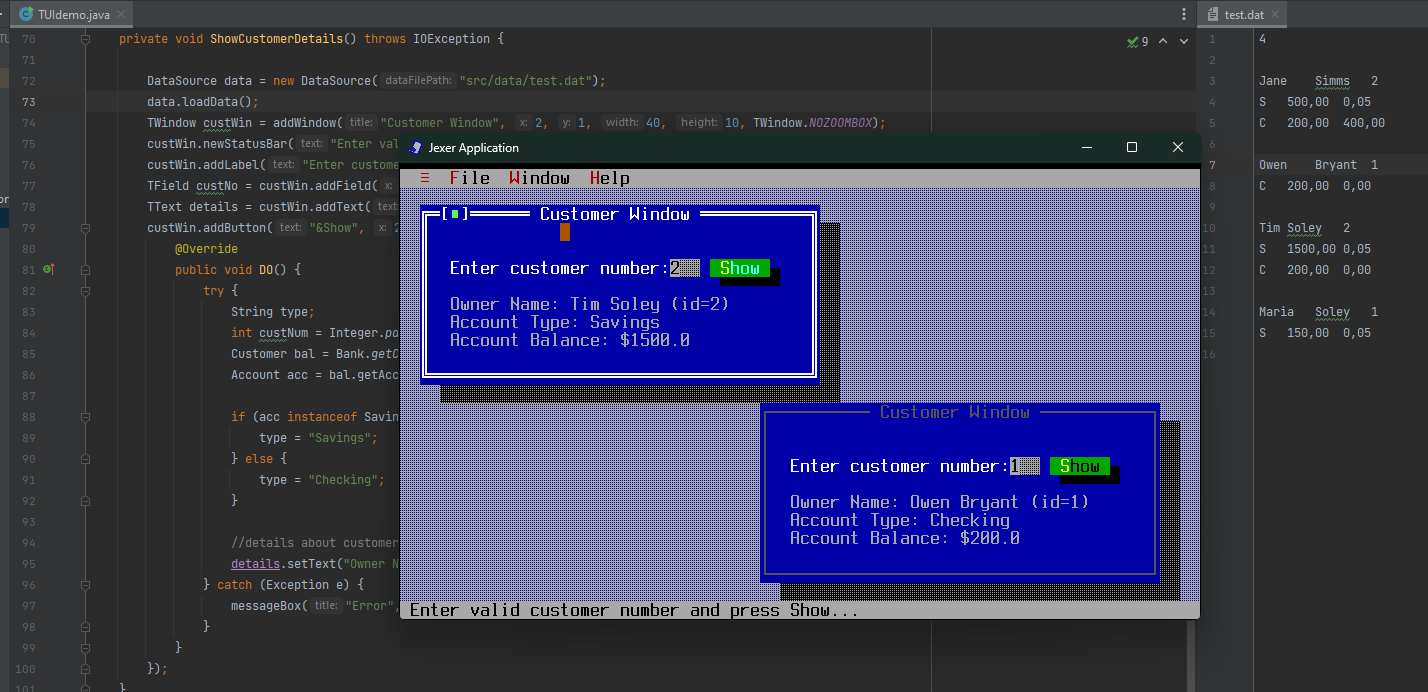 TUIdemo.java
test.dat
70 private void ShowCustomerDetails() throws IOException {
71
72 DataSource data = new DataSource( dataFilePath: "src/data/test.dat");
73 data.loadData();
74 TWindow custWin = addWindow( title: "Customer Window", x: 2, y: 1, width: 40, height: 10, TWindow.NOZOOMBOX);
75 custWin.newStatusBar( text: "Enter val
76 custWin.addLabel( text: "Enter custome
77 TField custNo = custWin.addField( x:
78 TText details = custWin.addText( text
79 custWin.addButton( text: "&Show", x: 2
80 @Override
81 public void DO() {
82 try {
83 String type;
84 int custNum = Integer.pa
85 Customer bal = Bank.getC
86 Account acc = bal.getAcc
87
88 if (acc instanceof Savin
89 type = "Savings";
90 } else {
91 type = "Checking";
92 }
93
94 //details about customer
95 details.setText("Owner N
96 } catch (Exception e) {
97 messageBox( title: "Error",
98 }
99 }
100 });
101 }
9
Jexer Application
☰ File Window Help
[■] Customer Window
Enter customer number:2 Show
Owner Name: Tim Soley (id=2)
Account Type: Savings
Account Balance: $1500.0
Customer Window
Enter customer number:1 Show
Owner Name: Owen Bryant (id=1)
Account Type: Checking
Account Balance: $200.0
Enter valid customer number and press Show...
1 4
2
3 Jane Simms 2
4 S 500,00 0,05
5 C 200,00 400,00
6
7 Owen Bryant 1
8 C 200,00 0,00
9
10 Tim Soley 2
11 S 1500,00 0,05
12 C 200,00 0,00
13
14 Maria Soley 1
15 S 150,00 0,05
16